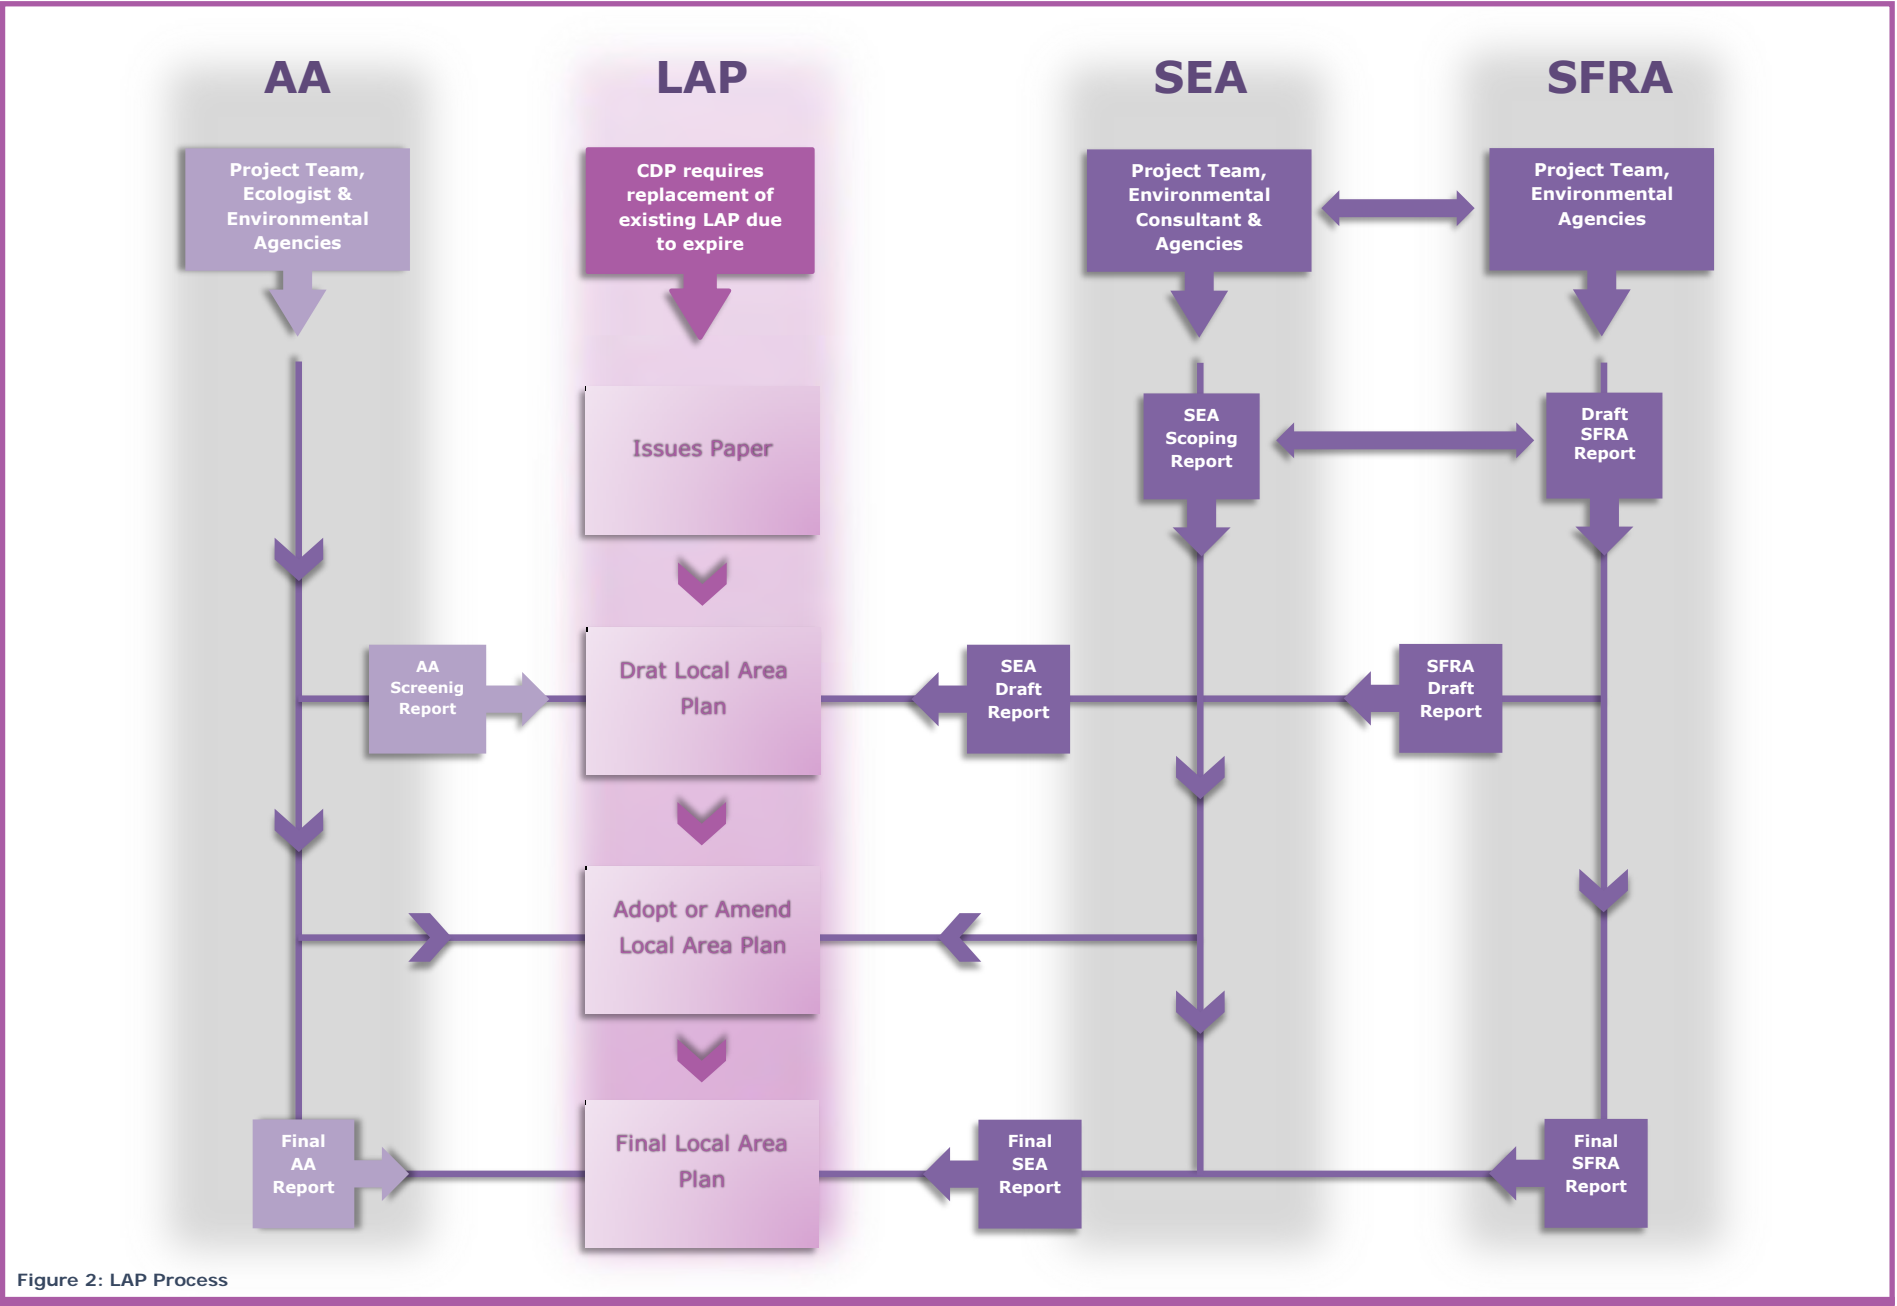 AA
LAP
SEA
SFRA
Project Team,
Ecologist &
Environmental
Agencies
CDP requires
replacement of
existing LAP due
to expire
Project Team,
Environmental
Consultant &
Agencies
Project Team,
Environmental
Agencies
Issues Paper
SEA
Scoping
Report
Draft
SFRA
Report
AA
Screenig
Report
Drat Local Area
Plan
SEA
Draft
Report
SFRA
Draft
Report
Adopt or Amend
Local Area Plan
Final
AA
Report
Final Local Area
Plan
Final
SEA
Report
Final
SFRA
Report
Figure 2: LAP Process